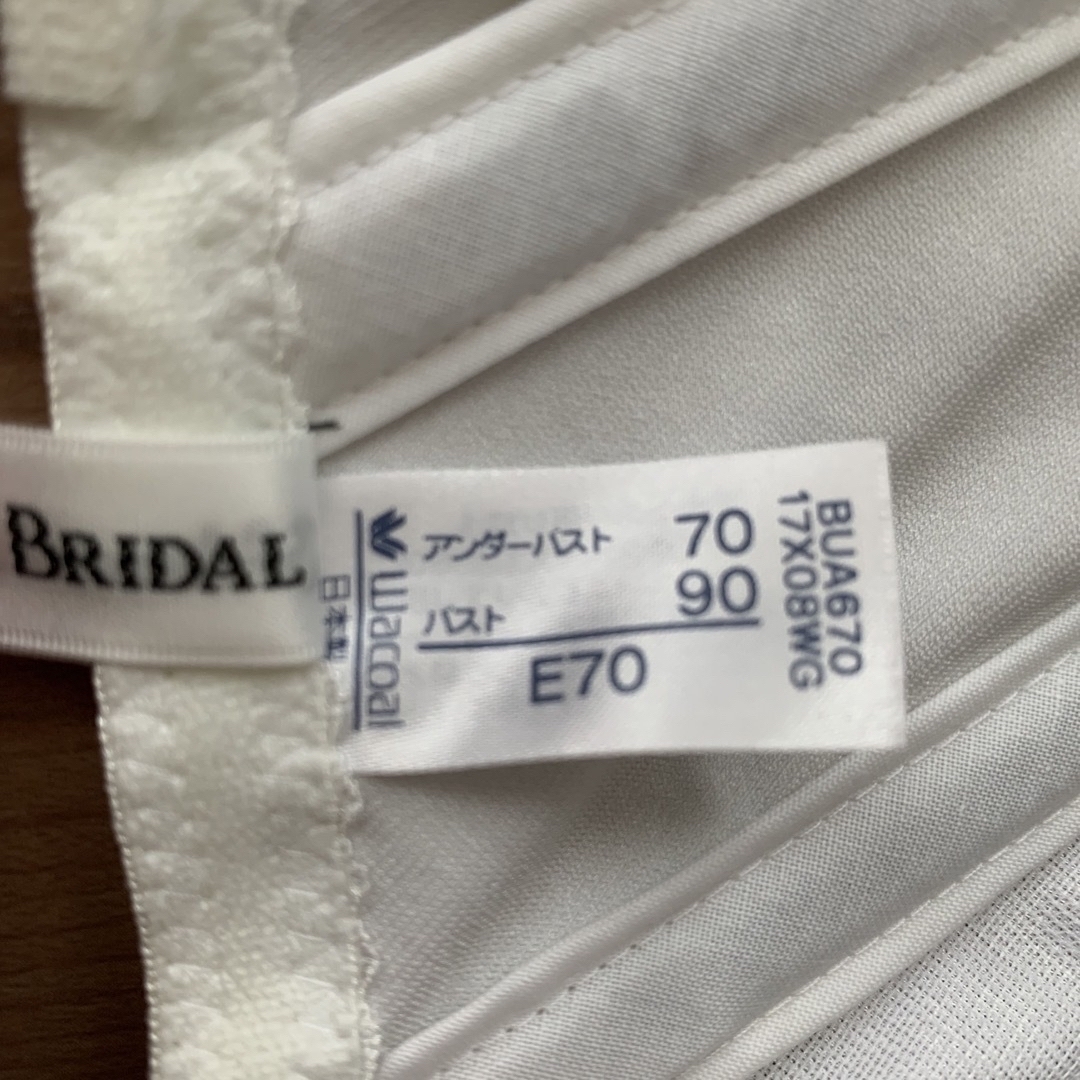 BRIDAL
Wacoal
日本製
アンダーバスト 70
バスト 90
E70
BUA670
17X08WG